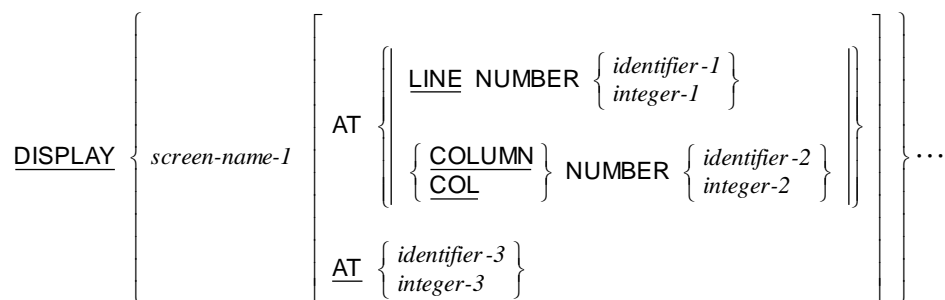 LINE NUMBER { identifier-1
integer-1 }
AT
DISPLAY { screen-name-1
{ COLUMN
COL } NUMBER { identifier-2
integer-2 } } ...
AT { identifier-3
integer-3 }